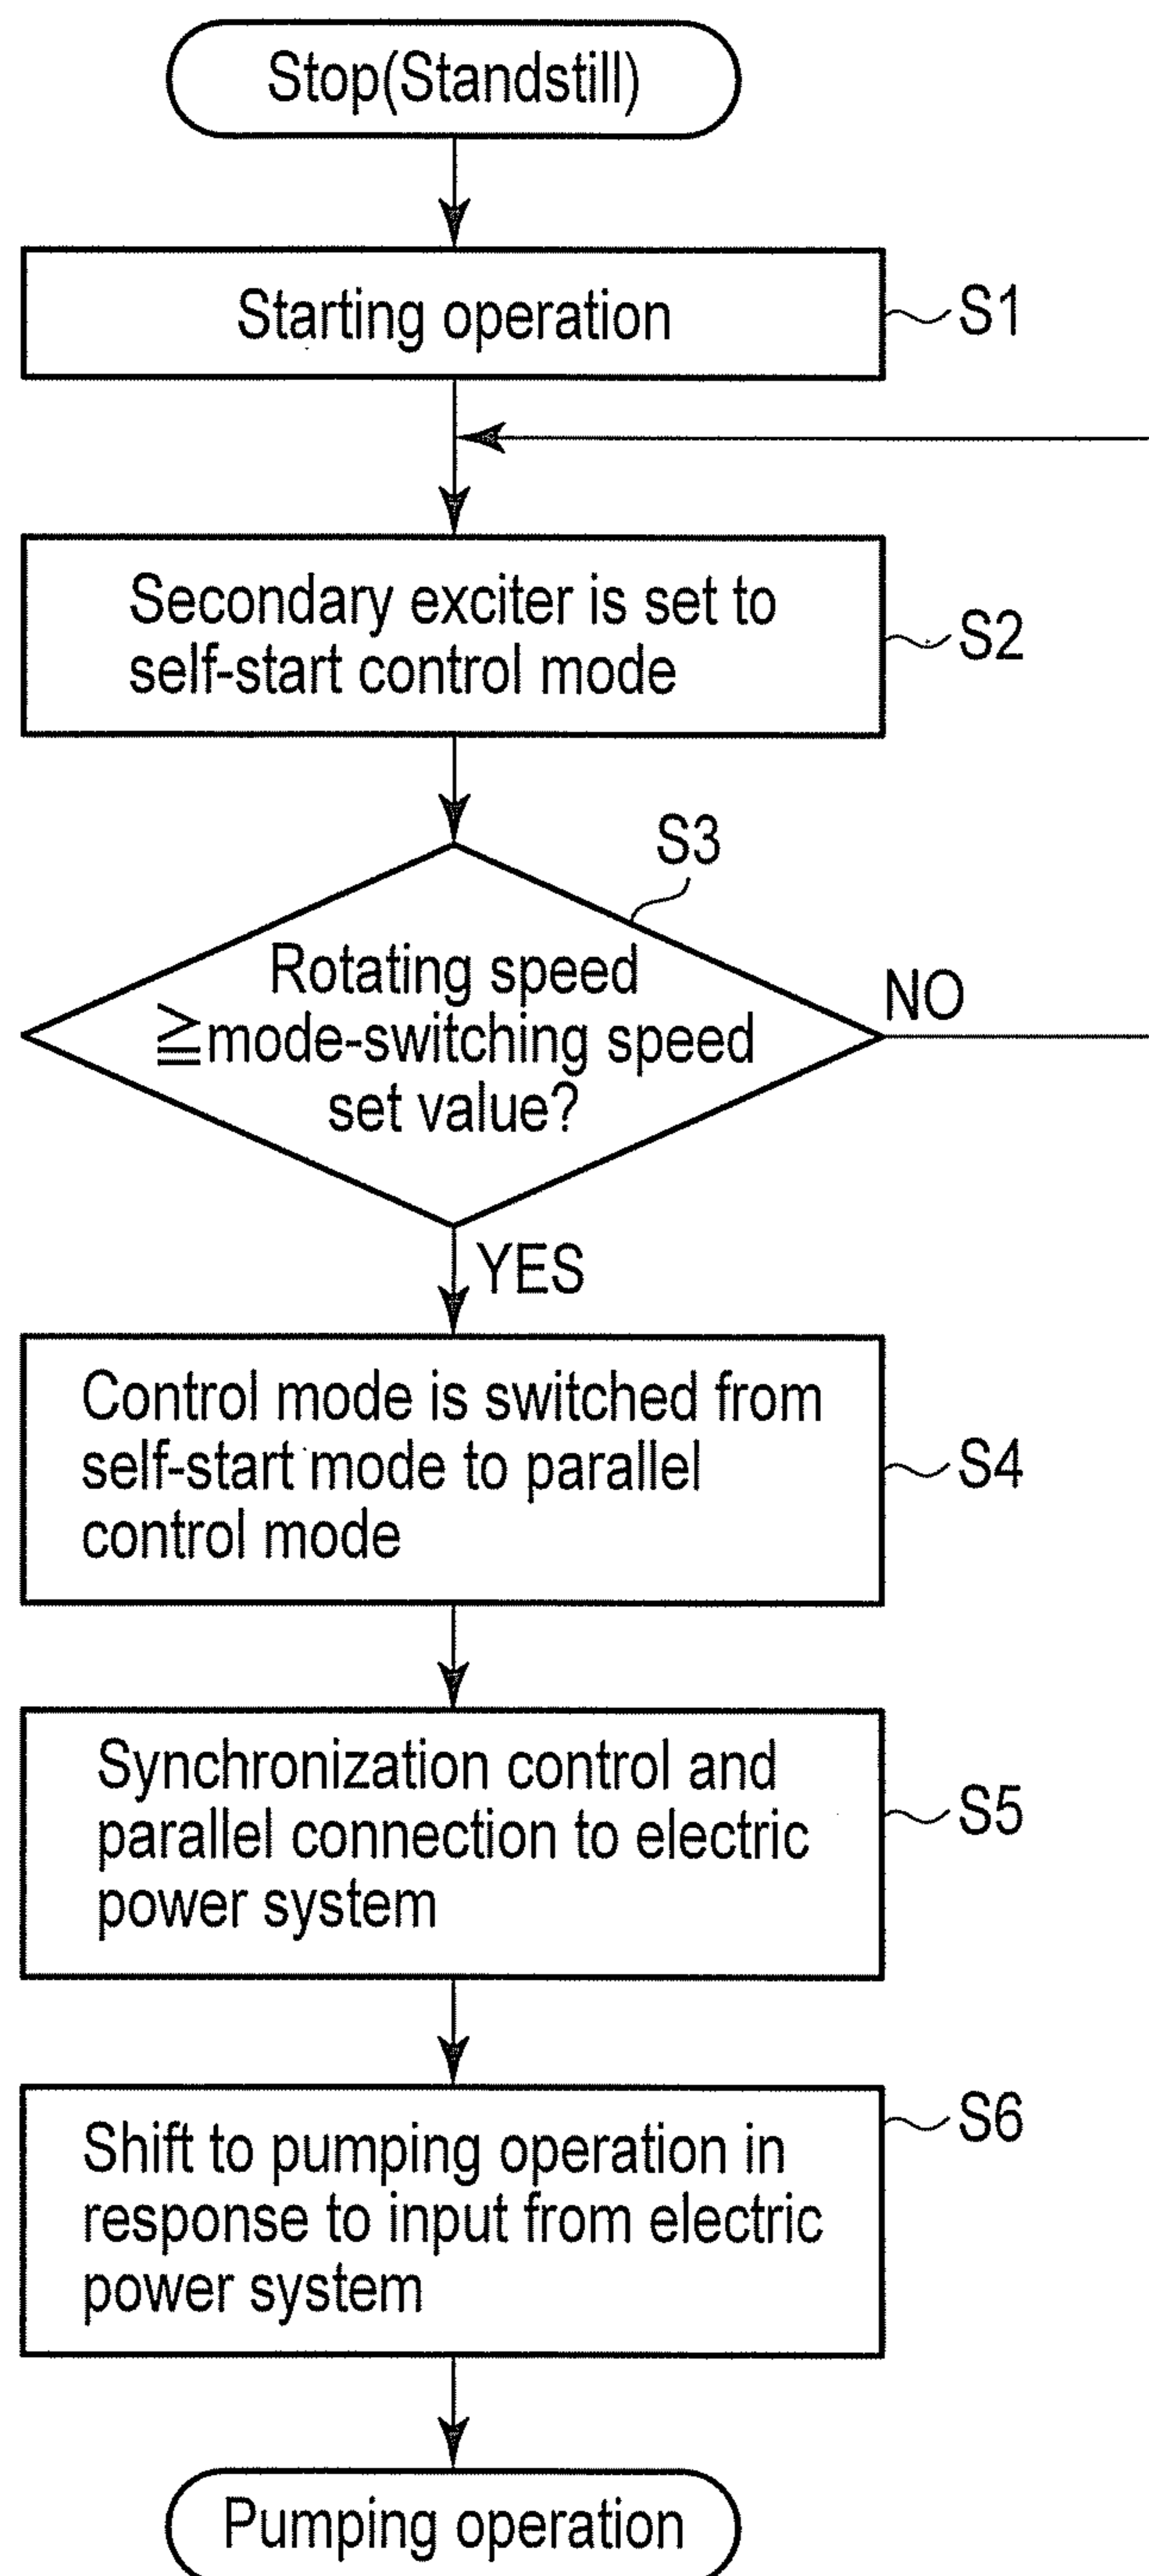 Stop(Standstill)
Starting operation
S1
Secondary exciter is set to
self-start control mode
S2
S3
Rotating speed
≧mode-switching speed
set value?
NO
YES
Control mode is switched from
self-start mode to parallel
control mode
S4
Synchronization control and
parallel connection to electric
power system
S5
Shift to pumping operation in
response to input from electric
power system
S6
Pumping operation